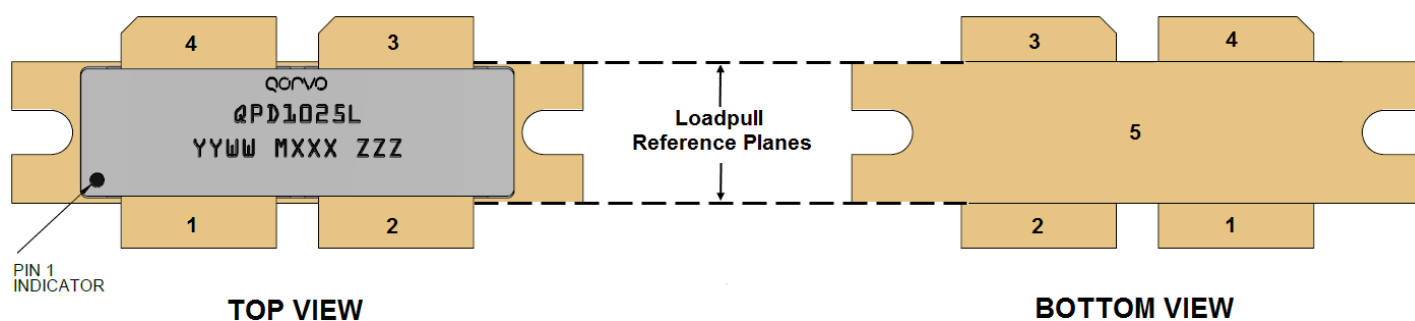 4 3
QORVO
QPD1025L
YYWW MXXX ZZZ
1 2
PIN 1
INDICATOR
TOP VIEW
Loadpull
Reference Planes
3 4
5
2 1
BOTTOM VIEW